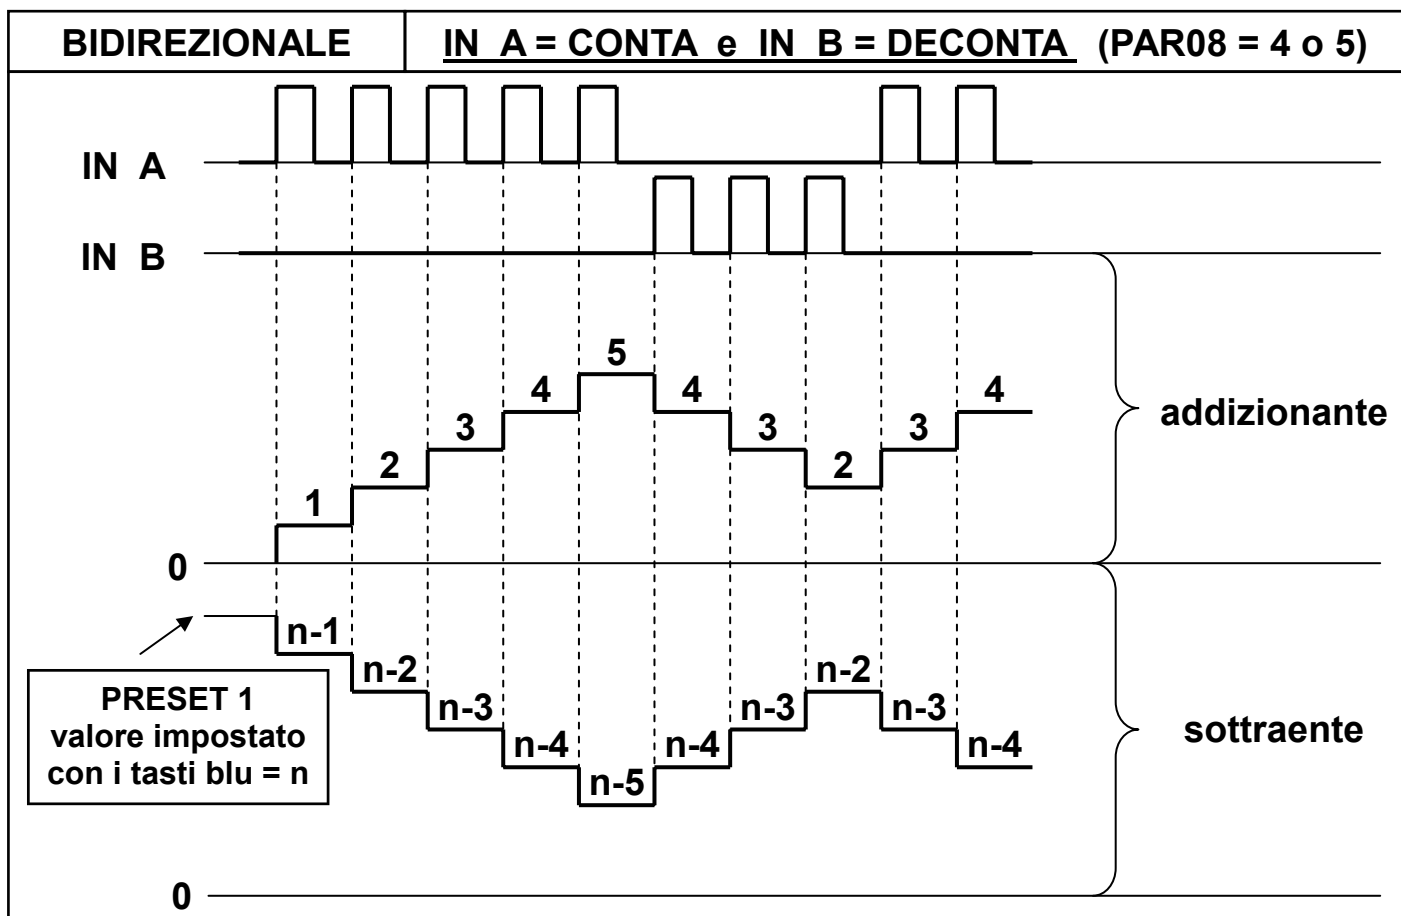 BIDIREZIONALE
IN A = CONTA e IN B = DECONTA (PAR08 = 4 o 5)
IN A
IN B
5
4 4 4
3 3 3
2 2
1
addizionante
0
n-1
n-2 n-2
n-3 n-3 n-3
n-4 n-4 n-4
n-5
PRESET 1
valore impostato
con i tasti blu = n
sottraente
0